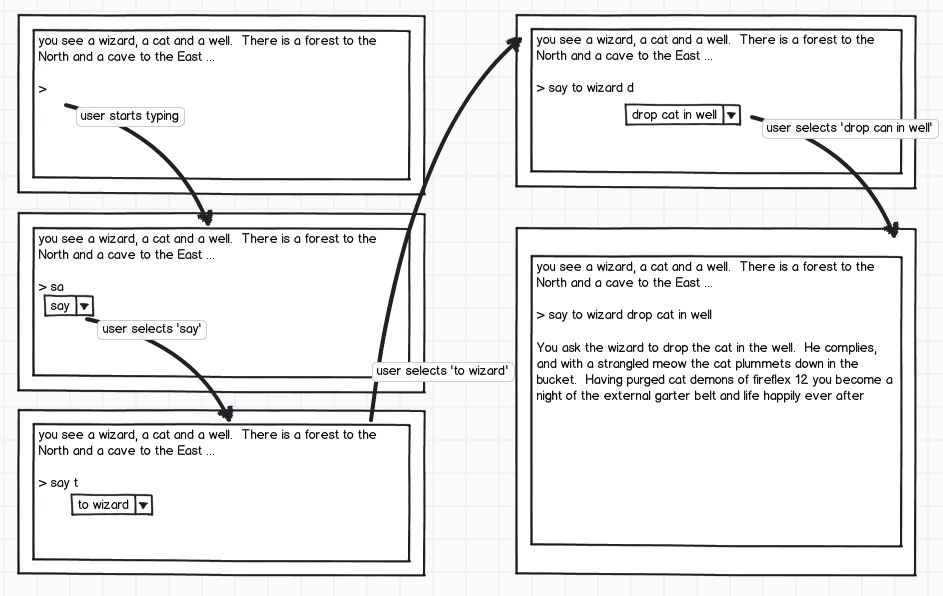 you see a wizard, a cat and a well.  There is a forest to the
North and a cave to the East ...
>
user starts typing
you see a wizard, a cat and a well.  There is a forest to the
North and a cave to the East ...
> sa
say
user selects 'say'
you see a wizard, a cat and a well.  There is a forest to the
North and a cave to the East ...
> say t
to wizard
user selects 'to wizard'
you see a wizard, a cat and a well.  There is a forest to the
North and a cave to the East ...
> say to wizard d
drop cat in well
user selects 'drop can in well'
you see a wizard, a cat and a well.  There is a forest to the
North and a cave to the East ...
> say to wizard drop cat in well
You ask the wizard to drop the cat in the well.  He complies,
and with a strangled meow the cat plummets down in the
bucket.  Having purged cat demons of fireflex 12 you become a
night of the external garter belt and life happily ever after